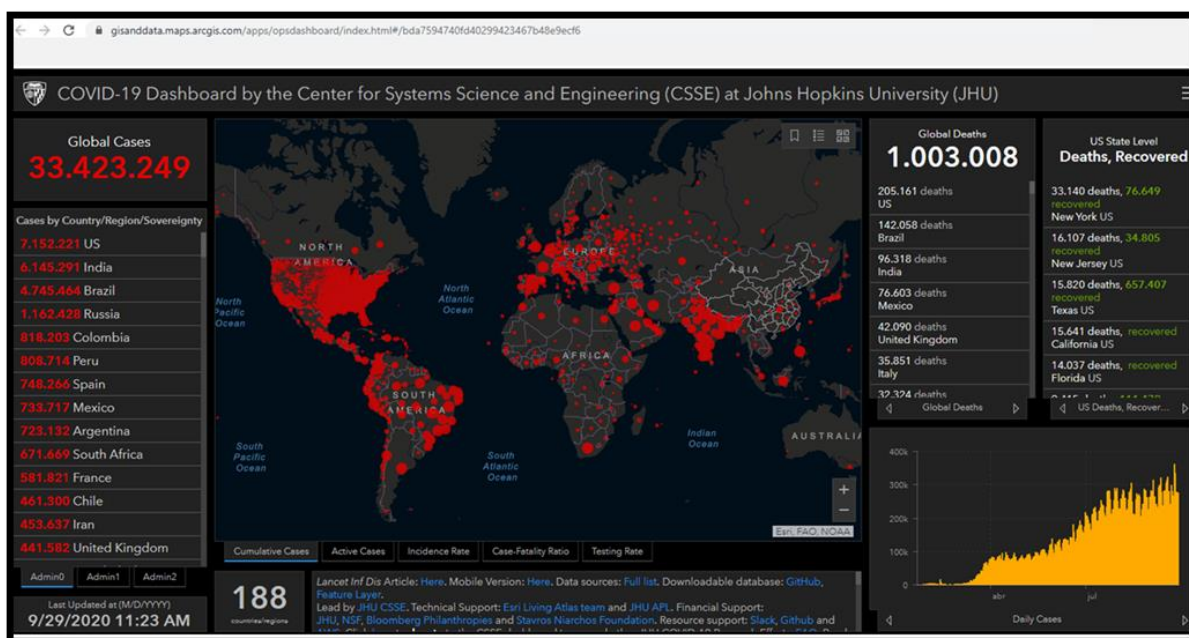 gisanddata.maps.arcgis.com/apps/opsdashboard/index.html#/bda7594740fd40299423467b48e9ecf6
COVID-19 Dashboard by the Center for Systems Science and Engineering (CSSE) at Johns Hopkins University (JHU)
Global Cases
33.423.249
Cases by Country/Region/Sovereignty
7.152.221 US
6.145.291 India
4.745.464 Brazil
1.162.428 Russia
818.203 Colombia
808.714 Peru
748.266 Spain
733.717 Mexico
723.132 Argentina
671.669 South Africa
581.821 France
461.300 Chile
453.637 Iran
441.582 United Kingdom
Admin0 Admin1 Admin2
Last Updated at (M/D/YYYY)
9/29/2020 11:23 AM
NORTH
AMERICA
EUROPE
ASIA
North
Pacific
Ocean
North
Atlantic
Ocean
AFRICA
SOUTH
AMERICA
Indian
Ocean
AUSTRALIA
South
Pacific
Ocean
South
Atlantic
Ocean
+
−
Esri, FAO, NOAA
Cumulative Cases Active Cases Incidence Rate Case-Fatality Ratio Testing Rate
188
countries/regions
Lancet Inf Dis Article: Here. Mobile Version: Here. Data sources: Full list. Downloadable database: GitHub,
Feature Layer.
Lead by JHU CSSE. Technical Support: Esri Living Atlas team and JHU APL. Financial Support:
JHU, NSF, Bloomberg Philanthropies and Stavros Niarchos Foundation. Resource support: Slack, Github and
Global Deaths
1.003.008
205.161 deaths
US
142.058 deaths
Brazil
96.318 deaths
India
76.603 deaths
Mexico
42.090 deaths
United Kingdom
35.851 deaths
Italy
32.324 deaths
Global Deaths
US State Level
Deaths, Recovered
33.140 deaths, 76.649
recovered
New York US
16.107 deaths, 34.805
recovered
New Jersey US
15.820 deaths, 657.407
recovered
Texas US
15.641 deaths, recovered
California US
14.037 deaths, recovered
Florida US
US Deaths, Recover...
400k
300k
200k
100k
0
abr jul
Daily Cases